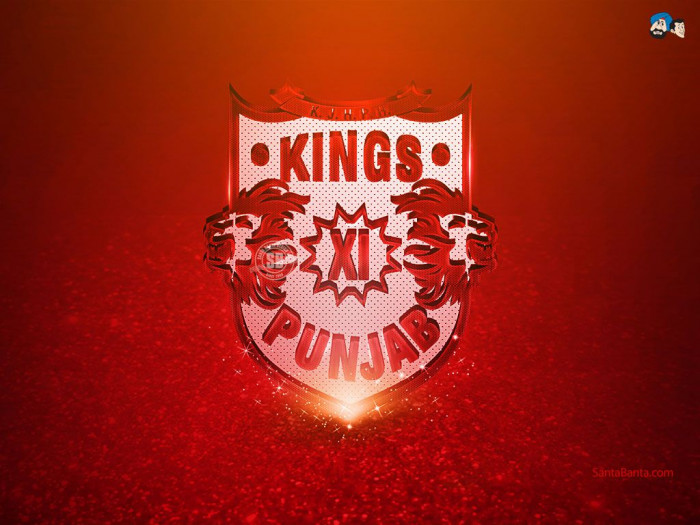 K J H P H
KINGS
XI
PUNJAB
SantaBanta.com